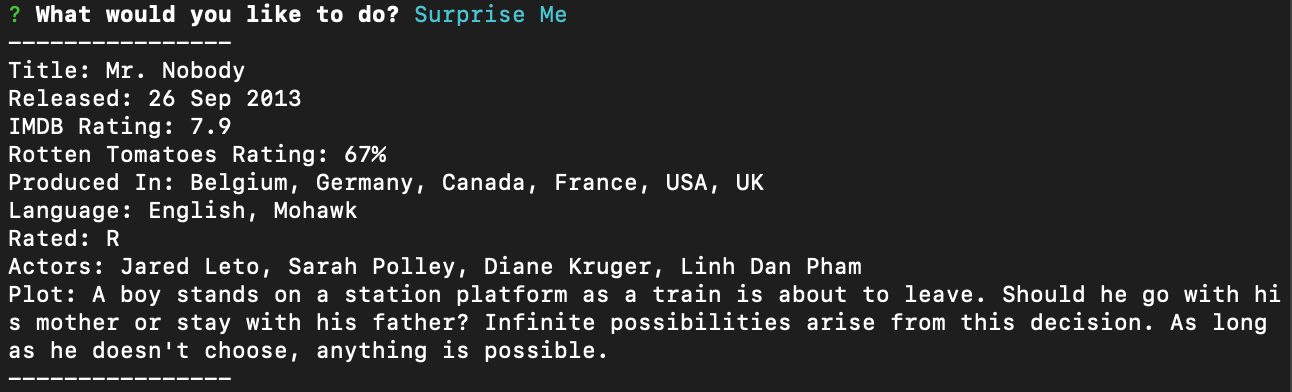 ? What would you like to do? Surprise Me
----------------
Title: Mr. Nobody
Released: 26 Sep 2013
IMDB Rating: 7.9
Rotten Tomatoes Rating: 67%
Produced In: Belgium, Germany, Canada, France, USA, UK
Language: English, Mohawk
Rated: R
Actors: Jared Leto, Sarah Polley, Diane Kruger, Linh Dan Pham
Plot: A boy stands on a station platform as a train is about to leave. Should he go with hi
s mother or stay with his father? Infinite possibilities arise from this decision. As long
as he doesn't choose, anything is possible.
----------------